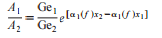 A₁/A₂ = Ge₁/Ge₂ e^[α₁(f)x₂−α₁(f)x₁]